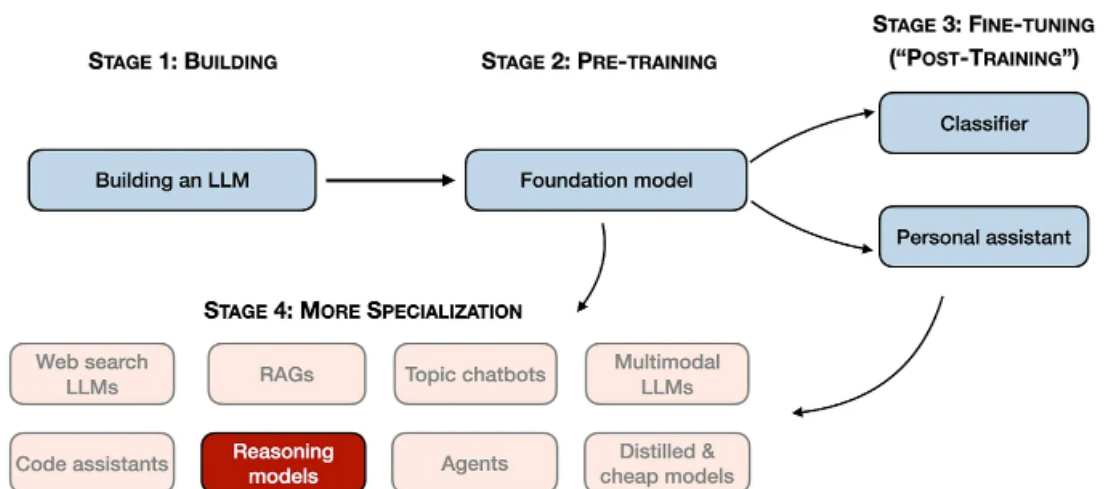 STAGE 1: BUILDING
STAGE 2: PRE-TRAINING
STAGE 3: FINE-TUNING
(“POST-TRAINING”)
Building an LLM
Foundation model
Classifier
Personal assistant
STAGE 4: MORE SPECIALIZATION
Web search
LLMs
RAGs
Topic chatbots
Multimodal
LLMs
Code assistants
Reasoning
models
Agents
Distilled &
cheap models